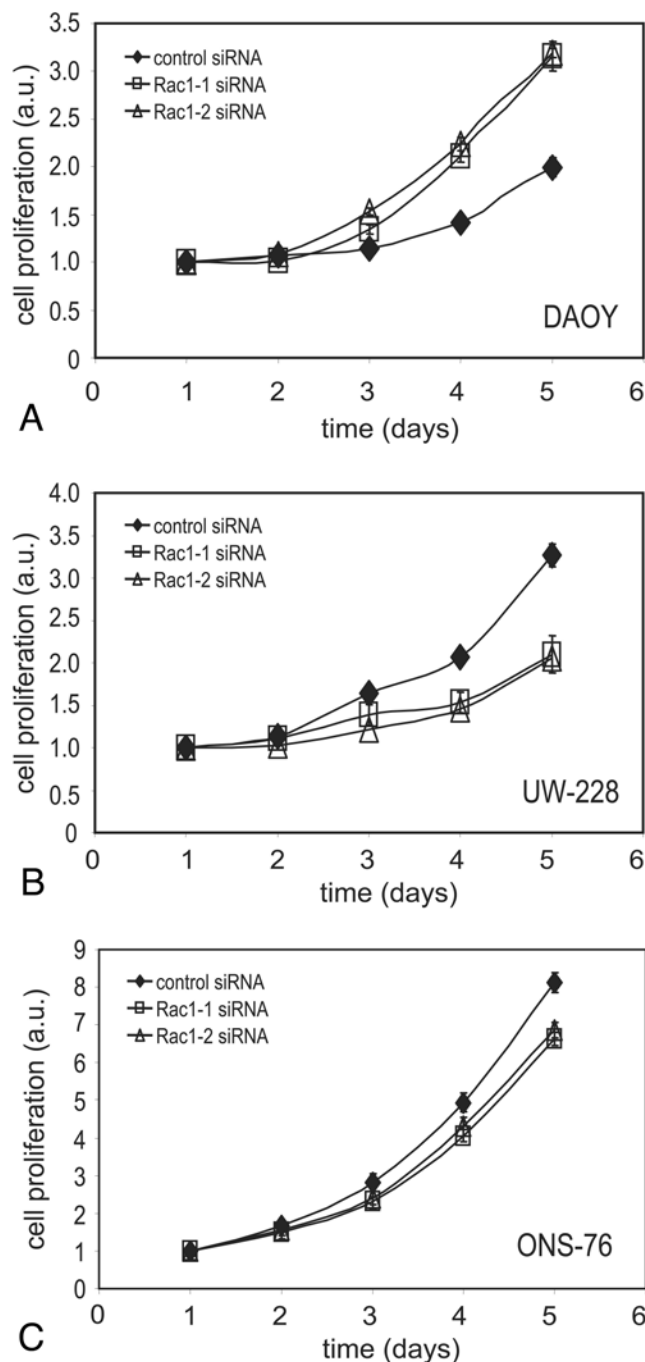 3.5
3.0
2.5
2.0
1.5
1.0
0.5
0.0
cell proliferation (a.u.)
control siRNA
Rac1-1 siRNA
Rac1-2 siRNA
DAOY
0 1 2 3 4 5 6
time (days)
A
4.0
3.5
3.0
2.5
2.0
1.5
1.0
0.5
0
cell proliferation (a.u.)
control siRNA
Rac1-1 siRNA
Rac1-2 siRNA
UW-228
0 1 2 3 4 5 6
time (days)
B
9
8
7
6
5
4
3
2
1
0
cell proliferation (a.u.)
control siRNA
Rac1-1 siRNA
Rac1-2 siRNA
ONS-76
0 1 2 3 4 5 6
time (days)
C